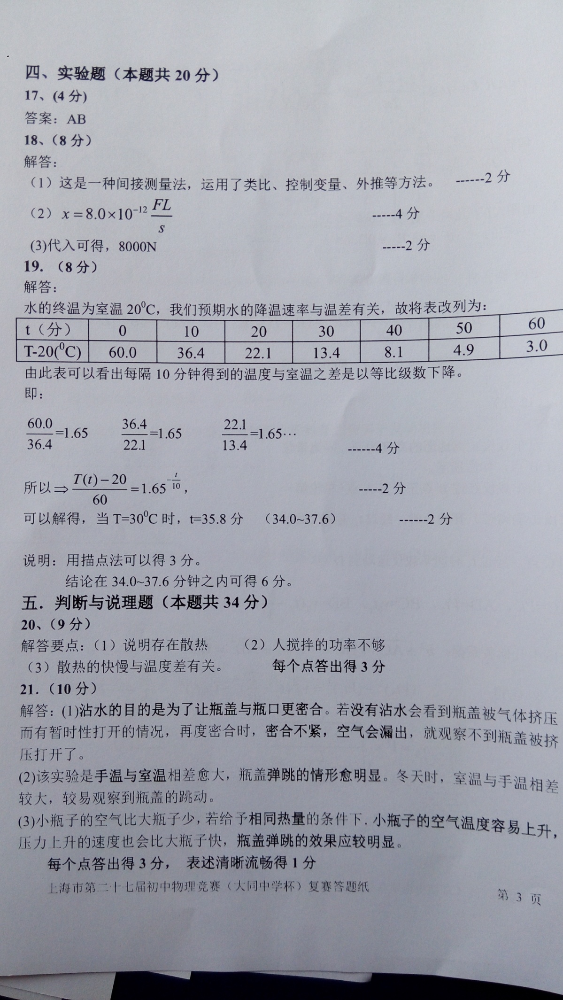 四、实验题（本题共 20 分）
17、(4 分)
答案：AB
18、（8 分）
解答：
（1）这是一种间接测量法，运用了类比、控制变量、外推等方法。 ------2 分
（2） x = 8.0×10⁻¹² FL/s -----4 分
(3)代入可得，8000N -----2 分
19. （8 分）
解答：
水的终温为室温 20⁰C，我们预期水的降温速率与温差有关，故将表改列为：
t（分） 0 10 20 30 40 50 60
T-20(⁰C) 60.0 36.4 22.1 13.4 8.1 4.9 3.0
由此表可以看出每隔 10 分钟得到的温度与室温之差是以等比级数下降。
即：
60.0/36.4=1.65 36.4/22.1=1.65 22.1/13.4=1.65… ------4 分
所以⇒ (T(t)−20)/60 =1.65^(−t/10)， -----2 分
可以解得，当 T=30⁰C 时，t=35.8 分 （34.0~37.6） ------2 分
说明：用描点法可以得 3 分。
结论在 34.0~37.6 分钟之内可得 6 分。
五．判断与说理题（本题共 34 分）
20、（9 分）
解答要点：（1）说明存在散热 （2）人搅拌的功率不够
（3）散热的快慢与温度差有关。 每个点答出得 3 分
21.（10 分）
解答：(1)沾水的目的是为了让瓶盖与瓶口更密合。若没有沾水会看到瓶盖被气体挤压
而有暂时性打开的情况，再度密合时，密合不紧，空气会漏出，就观察不到瓶盖被挤
压打开了。
(2)该实验是手温与室温相差愈大，瓶盖弹跳的情形愈明显。冬天时，室温与手温相差
较大，较易观察到瓶盖的跳动。
(3)小瓶子的空气比大瓶子少，若给予相同热量的条件下．小瓶子的空气温度容易上升，
压力上升的速度也会比大瓶子快，瓶盖弹跳的效果应较明显。
每个点答出得 3 分， 表述清晰流畅得 1 分
上海市第二十七届初中物理竞赛（大同中学杯）复赛答题纸
第 3 页